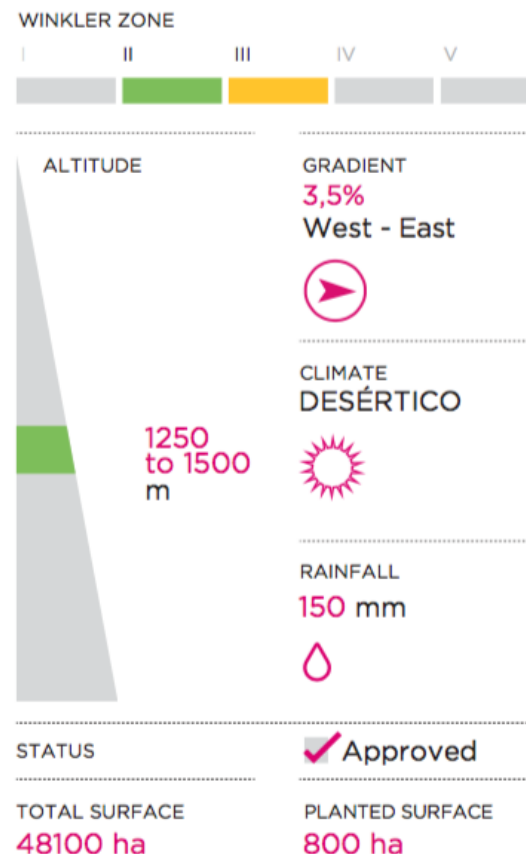 WINKLER ZONE
I II III IV V
ALTITUDE
1250
to 1500
m
GRADIENT
3,5%
West - East
CLIMATE
DESÉRTICO
RAINFALL
150 mm
STATUS
Approved
TOTAL SURFACE
48100 ha
PLANTED SURFACE
800 ha